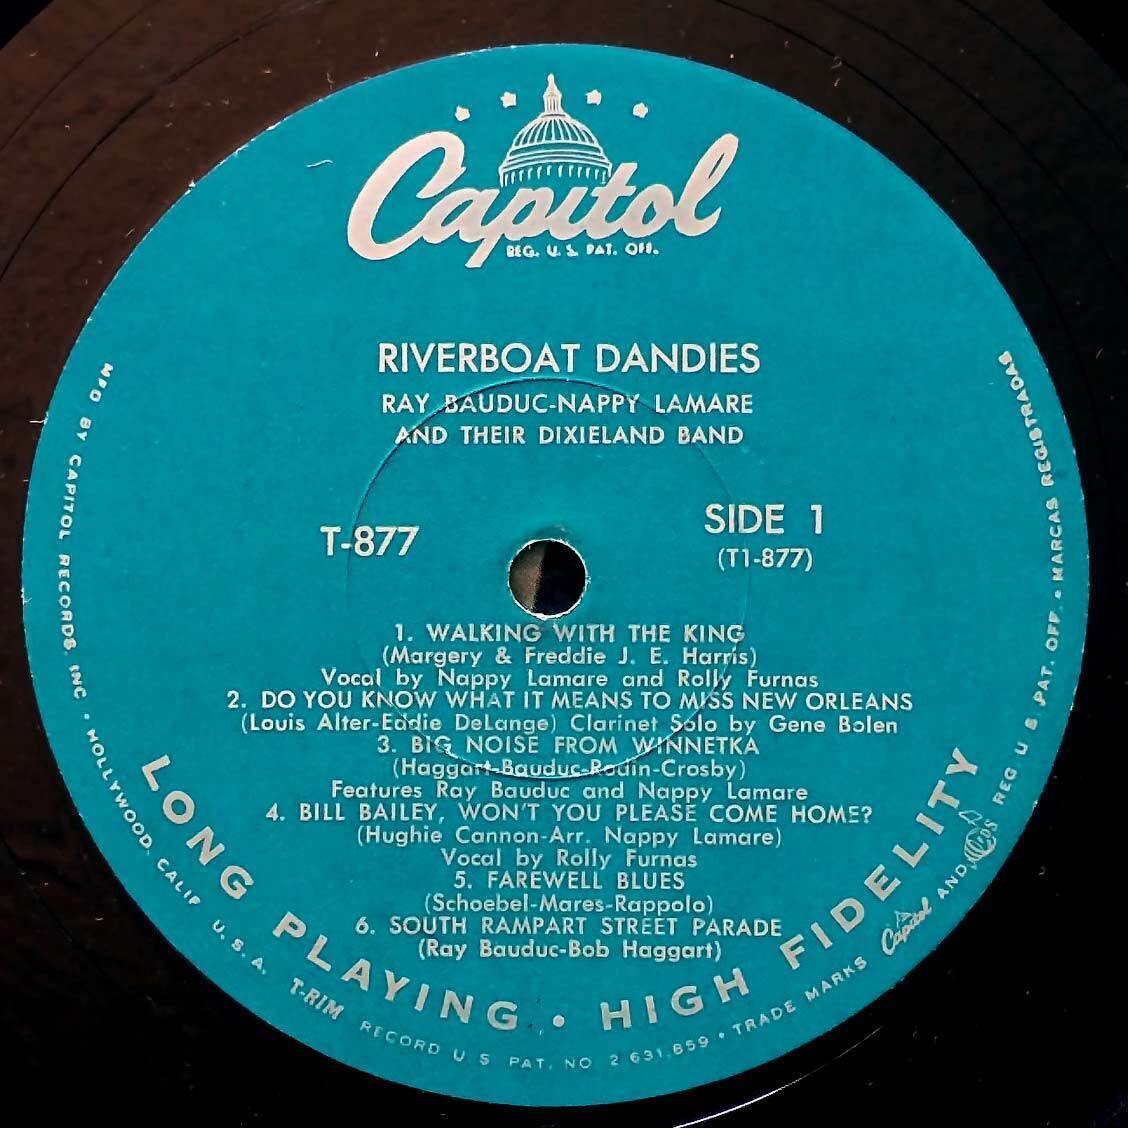 Capitol
REG. U. S. PAT. OFF.
RIVERBOAT DANDIES
RAY BAUDUC-NAPPY LAMARE
AND THEIR DIXIELAND BAND
T-877
SIDE 1
(T1-877)
1. WALKING WITH THE KING
(Margery & Freddie J. E. Harris)
Vocal by Nappy Lamare and Rolly Furnas
2. DO YOU KNOW WHAT IT MEANS TO MISS NEW ORLEANS
(Louis Alter-Eddie DeLange) Clarinet Solo by Gene Bolen
3. BIG NOISE FROM WINNETKA
(Haggart-Bauduc-Rodin-Crosby)
Features Ray Bauduc and Nappy Lamare
4. BILL BAILEY, WON'T YOU PLEASE COME HOME?
(Hughie Cannon-Arr. Nappy Lamare)
Vocal by Rolly Furnas
5. FAREWELL BLUES
(Schoebel-Mares-Rappolo)
6. SOUTH RAMPART STREET PARADE
(Ray Bauduc-Bob Haggart)
LONG PLAYING • HIGH FIDELITY
MFG BY CAPITOL RECORDS, INC • HOLLYWOOD, CALIF U. S. A. T-RIM RECORD U S PAT. NO 2 631,859 • TRADE MARKS Capitol AND REG U S PAT. OFF. • MARCAS REGISTRADAS